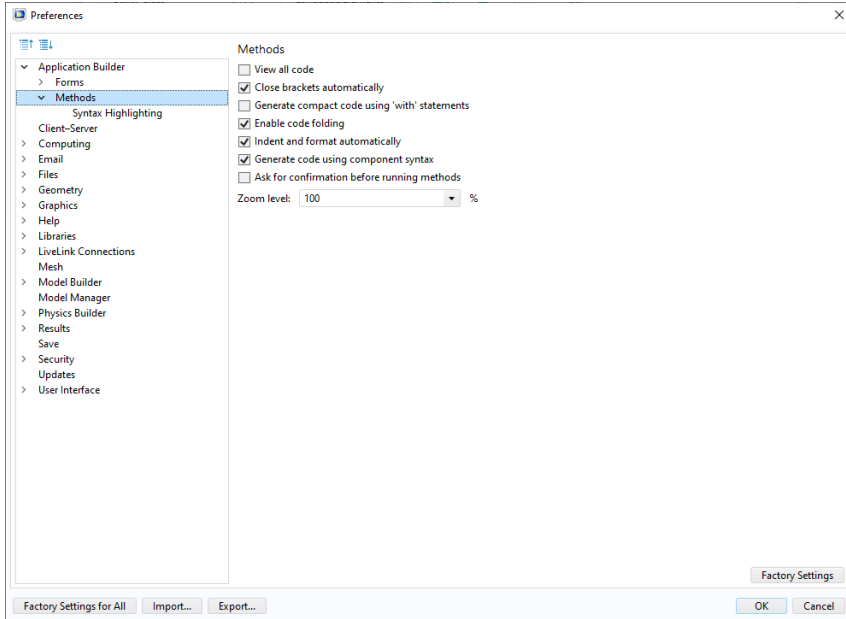 Preferences
Application Builder
Forms
Methods
Syntax Highlighting
Client–Server
Computing
Email
Files
Geometry
Graphics
Help
Libraries
LiveLink Connections
Mesh
Model Builder
Model Manager
Physics Builder
Results
Save
Security
Updates
User Interface
Methods
View all code
Close brackets automatically
Generate compact code using 'with' statements
Enable code folding
Indent and format automatically
Generate code using component syntax
Ask for confirmation before running methods
Zoom level: 100 %
Factory Settings
Factory Settings for All Import... Export... OK Cancel